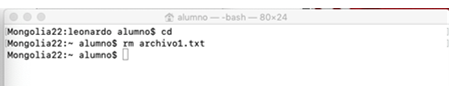 alumno — -bash — 80×24
Mongolia22:leonardo alumno$ cd
Mongolia22:~ alumno$ rm archivo1.txt
Mongolia22:~ alumno$